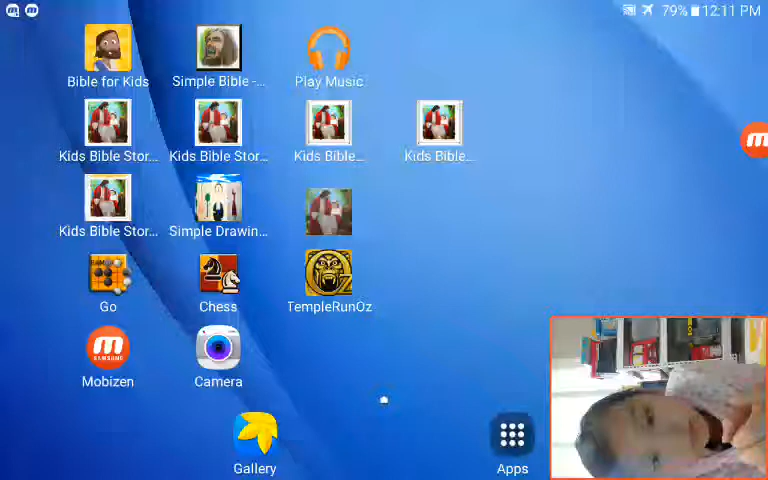 79% 12:11 PM
Bible for Kids
Simple Bible -...
Play Music
Kids Bible Stor...
Kids Bible Stor...
Kids Bible...
Kids Bible...
Kids Bible Stor...
Simple Drawin...
Go
Chess
TempleRunOz
SAMSUNG
Mobizen
Camera
Gallery
Apps